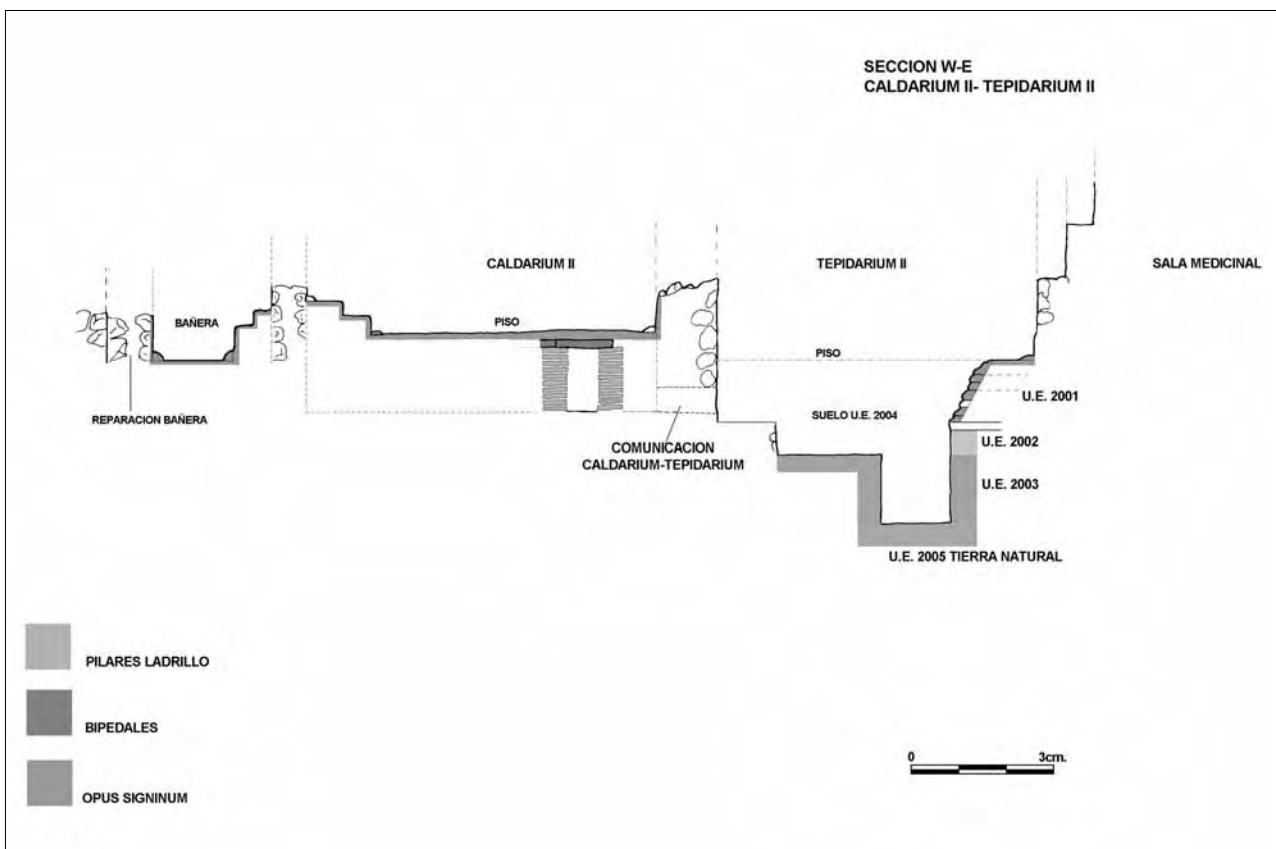 SECCION W-E
CALDARIUM II- TEPIDARIUM II
CALDARIUM II
TEPIDARIUM II
SALA MEDICINAL
BAÑERA
PISO
PISO
U.E. 2001
REPARACION BAÑERA
SUELO U.E. 2004
U.E. 2002
COMUNICACION
CALDARIUM-TEPIDARIUM
U.E. 2003
U.E. 2005 TIERRA NATURAL
PILARES LADRILLO
BIPEDALES
OPUS SIGNINUM
0 3cm.